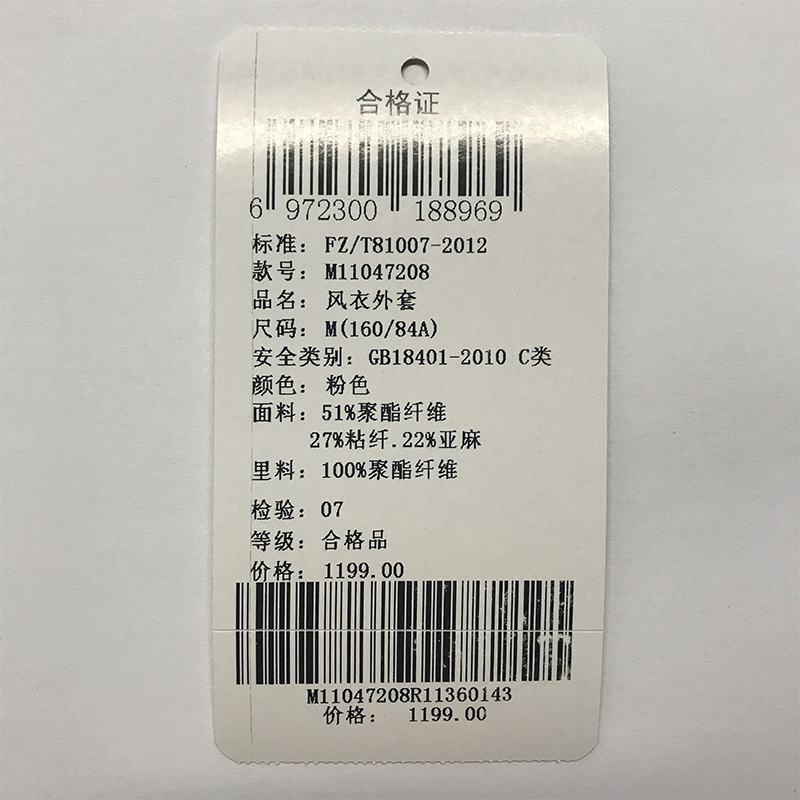 合格证
6 972300 188969
标准：FZ/T81007-2012
款号：M11047208
品名：风衣外套
尺码：M(160/84A)
安全类别：GB18401-2010 C类
颜色：粉色
面料：51%聚酯纤维
27%粘纤.22%亚麻
里料：100%聚酯纤维
检验：07
等级：合格品
价格：1199.00
M11047208R11360143
价格： 1199.00